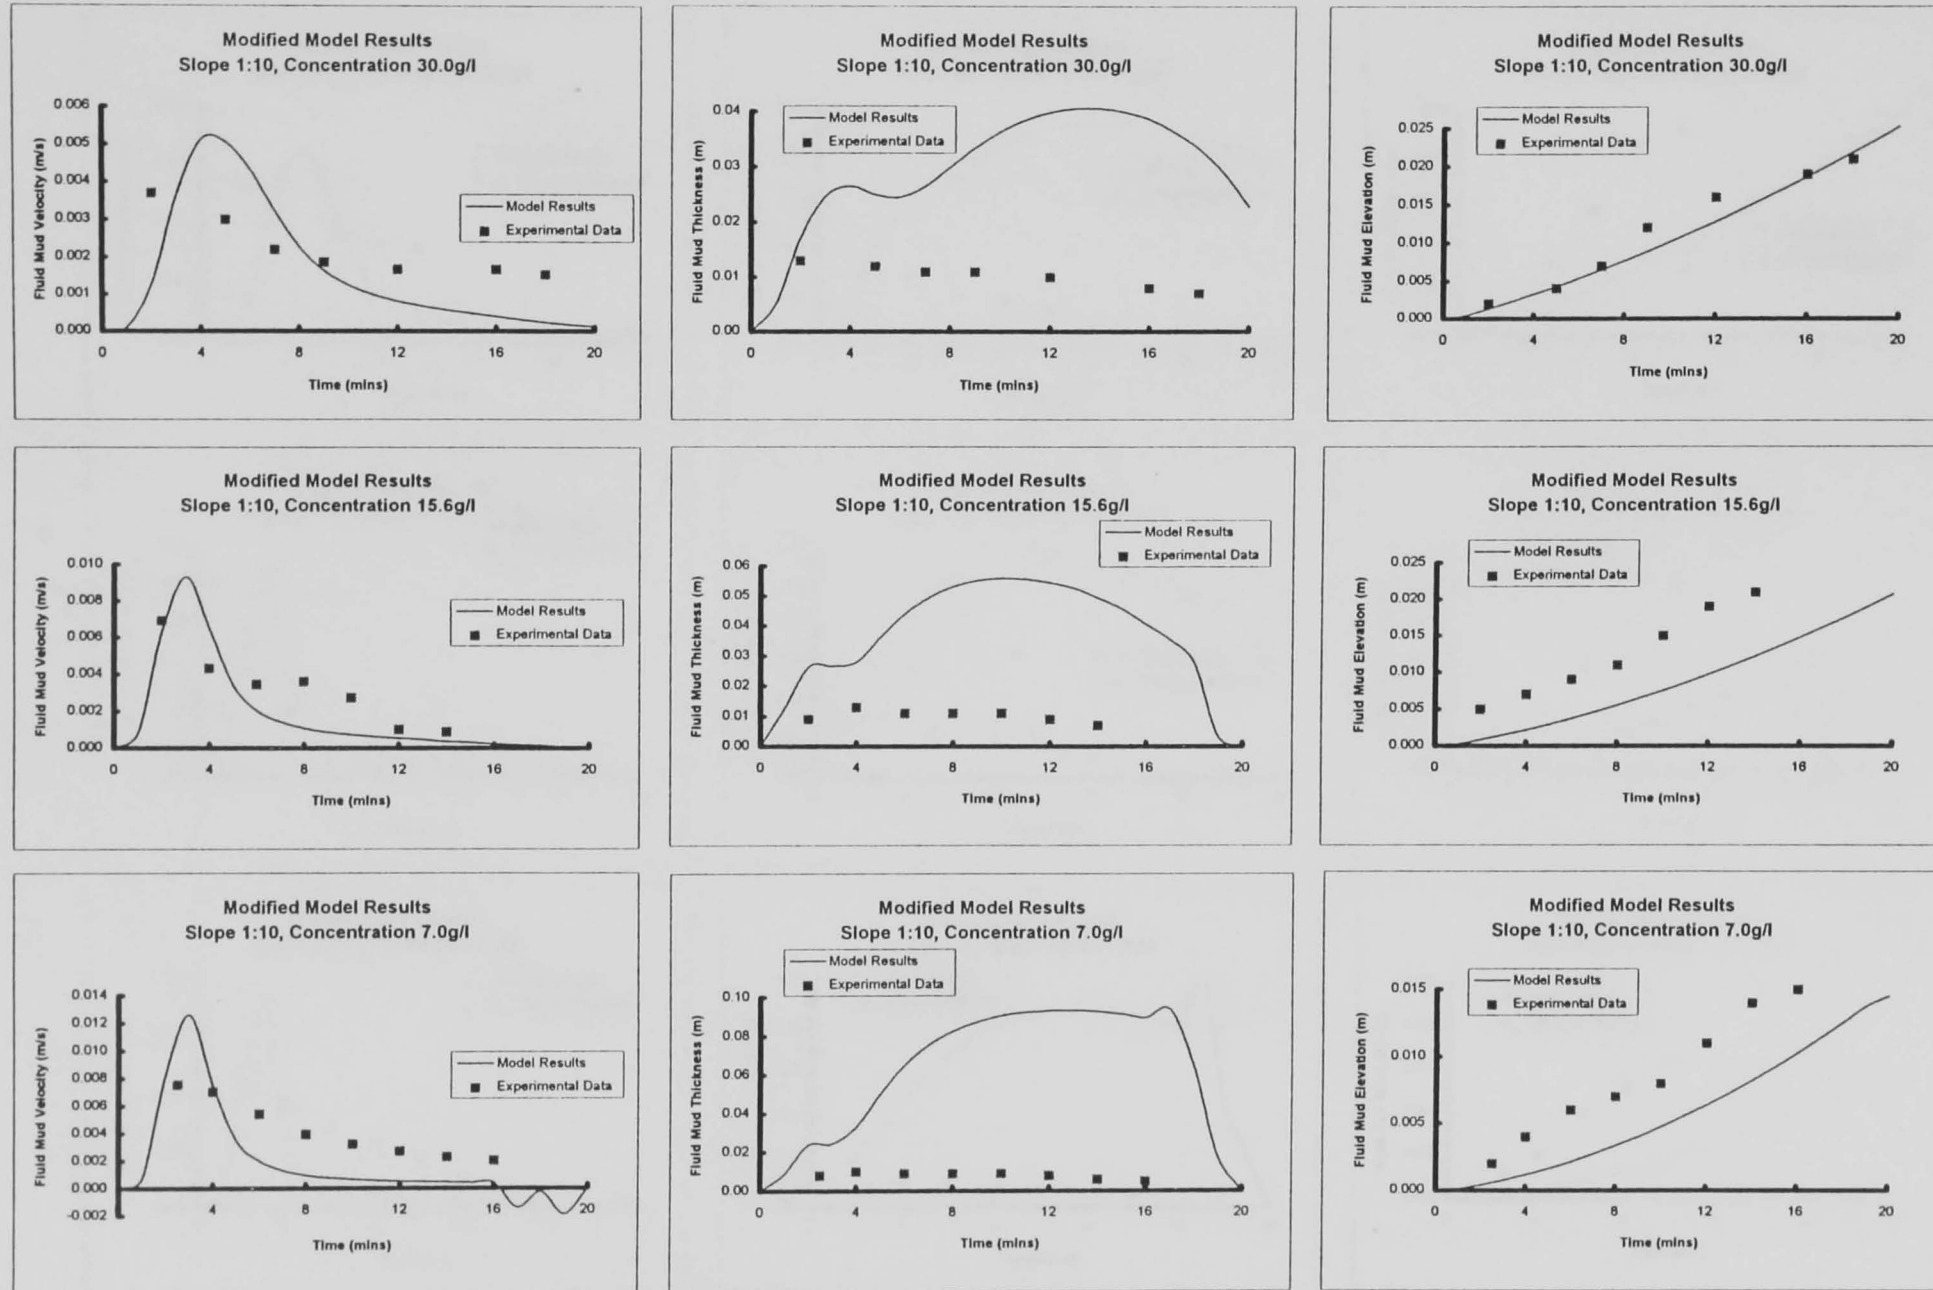 Modified Model Results
Slope 1:10, Concentration 30.0g/l
0.006
0.005
0.004
0.003
0.002
0.001
0.000
Fluid Mud Velocity (m/s)
Model Results
Experimental Data
0 4 8 12 16 20
Time (mins)
Modified Model Results
Slope 1:10, Concentration 30.0g/l
0.04
0.03
0.02
0.01
0.00
Fluid Mud Thickness (m)
Model Results
Experimental Data
0 4 8 12 16 20
Time (mins)
Modified Model Results
Slope 1:10, Concentration 30.0g/l
0.025
0.020
0.015
0.010
0.005
0.000
Fluid Mud Elevation (m)
Model Results
Experimental Data
0 4 8 12 16 20
Time (mins)
Modified Model Results
Slope 1:10, Concentration 15.6g/l
0.010
0.008
0.006
0.004
0.002
0.000
Fluid Mud Velocity (m/s)
Model Results
Experimental Data
0 4 8 12 16 20
Time (mins)
Modified Model Results
Slope 1:10, Concentration 15.6g/l
0.06
0.05
0.04
0.03
0.02
0.01
0.00
Fluid Mud Thickness (m)
Model Results
Experimental Data
0 4 8 12 16 20
Time (mins)
Modified Model Results
Slope 1:10, Concentration 15.6g/l
0.025
0.020
0.015
0.010
0.005
0.000
Fluid Mud Elevation (m)
Model Results
Experimental Data
0 4 8 12 16 20
Time (mins)
Modified Model Results
Slope 1:10, Concentration 7.0g/l
0.014
0.012
0.010
0.008
0.006
0.004
0.002
0.000
-0.002
Fluid Mud Velocity (m/s)
Model Results
Experimental Data
0 4 8 12 16 20
Time (mins)
Modified Model Results
Slope 1:10, Concentration 7.0g/l
0.10
0.08
0.06
0.04
0.02
0.00
Fluid Mud Thickness (m)
Model Results
Experimental Data
0 4 8 12 16 20
Time (mins)
Modified Model Results
Slope 1:10, Concentration 7.0g/l
0.015
0.010
0.005
0.000
Fluid Mud Elevation (m)
Model Results
Experimental Data
0 4 8 12 16 20
Time (mins)